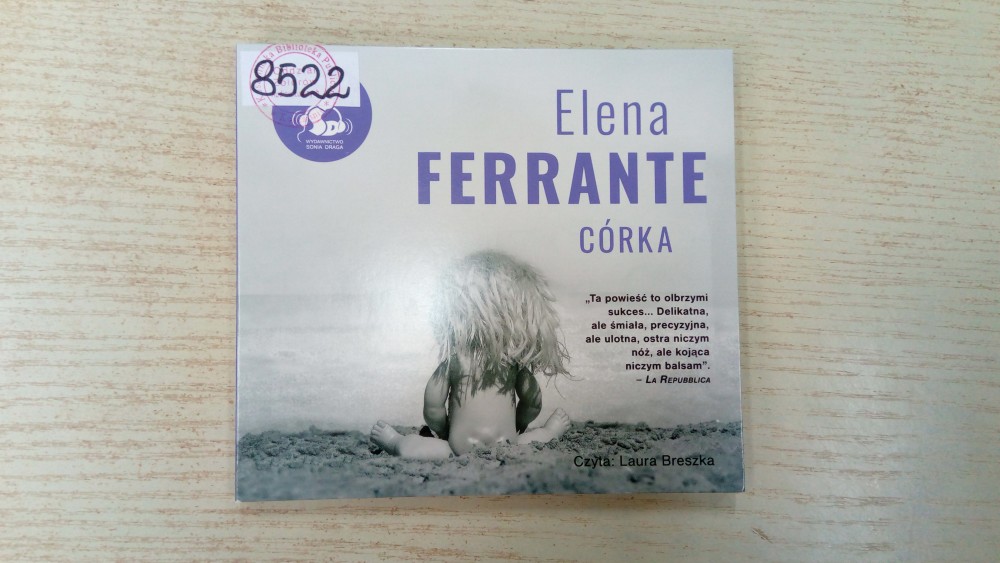 8522
WYDAWNICTWO
SONIA DRAGA
Elena
FERRANTE
CÓRKA
„Ta powieść to olbrzymi
sukces... Delikatna,
ale śmiała, precyzyjna,
ale ulotna, ostra niczym
nóż, ale kojąca
niczym balsam”.
– LA REPUBBLICA
Czyta: Laura Breszka